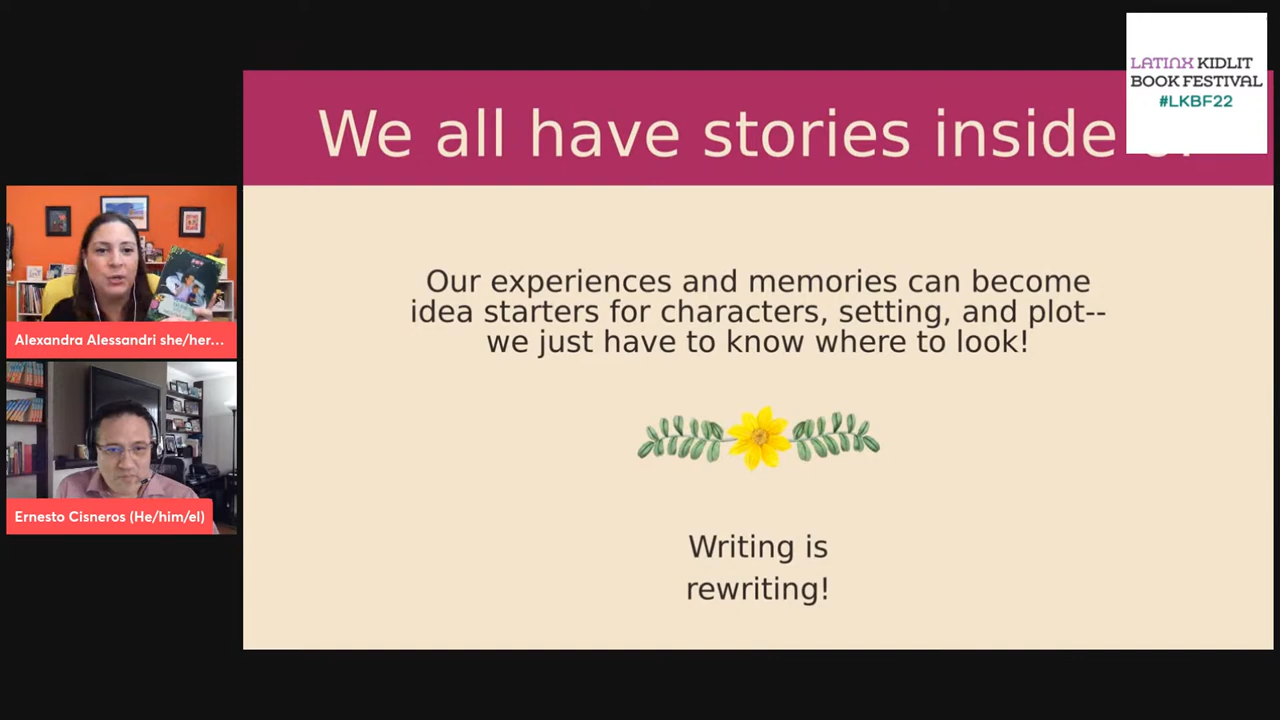 We all have stories inside
LATINX KIDLIT
BOOK FESTIVAL
#LKBF22
Our experiences and memories can become
idea starters for characters, setting, and plot--
we just have to know where to look!
Writing is
rewriting!
Alexandra Alessandri she/her...
Ernesto Cisneros (He/him/el)